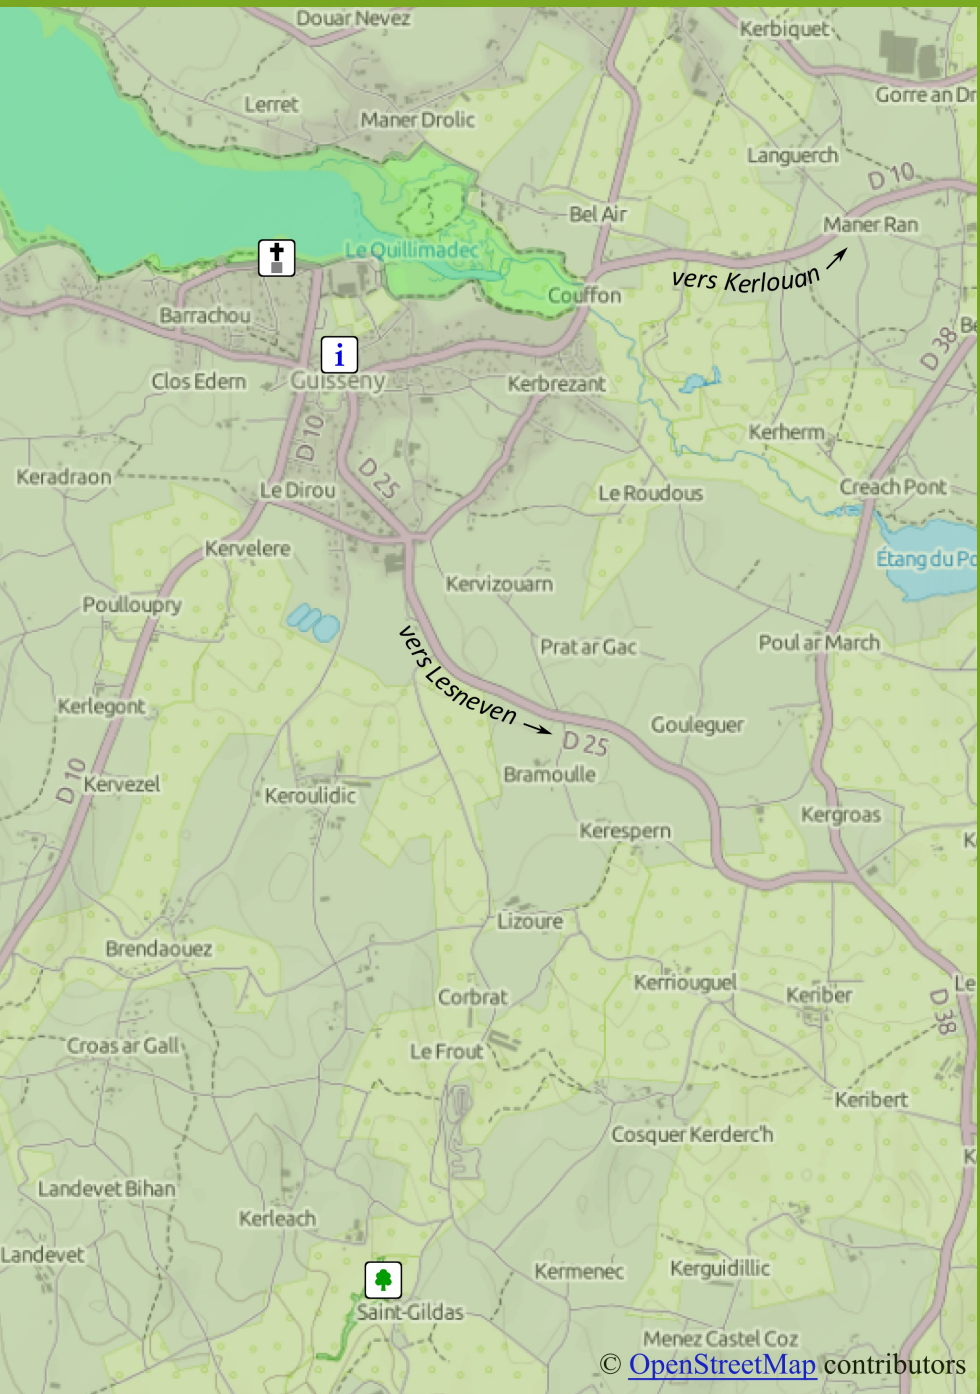 Douar Nevez
Kerbiquet
Lerret
Gorre an Dr
Maner Drolic
Languerch
D 10
Bel Air
Maner Ran
Le Quillimadec
vers Kerlouan
Couffon
Barrachou
Be
D 38
i
Clos Edern
Guisseny
Kerbrezant
D 10
Kerherm
Keradraon
D 25
Le Dirou
Le Roudous
Creach Pont
Kervelere
Étang du Po
Kervizouarn
Poulloupry
Prat ar Gac
Poul ar March
vers Lesneven
Kerlegont
Gouleguer
D 25
D 10
Kervezel
Keroulidic
Bramoulle
Kergroas
Kerespern
K
Lizoure
Brendaouez
Kerriouguel
Le
Corbrat
Keriber
D 38
Croas ar Gall
Le Frout
Keribert
Cosquer Kerderc'h
K
Landevet Bihan
Kerleach
Landevet
Kermenec
Kerguidillic
Saint-Gildas
Menez Castel Coz
© OpenStreetMap contributors